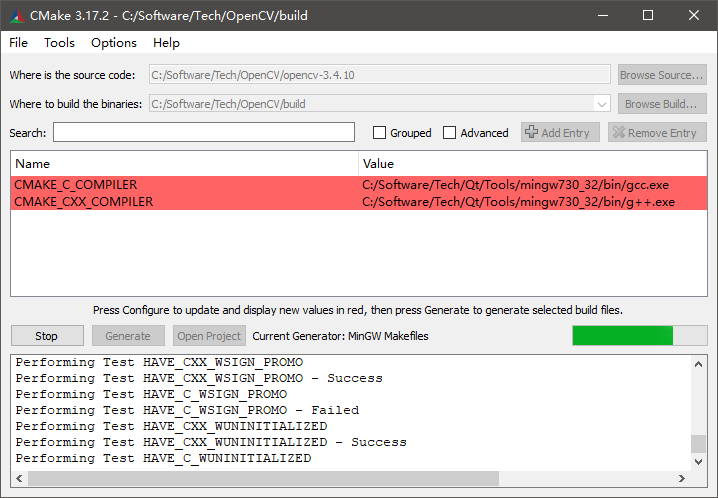 CMake 3.17.2 - C:/Software/Tech/OpenCV/build
File Tools Options Help
Where is the source code: C:/Software/Tech/OpenCV/opencv-3.4.10 Browse Source...
Where to build the binaries: C:/Software/Tech/OpenCV/build Browse Build...
Search: Grouped Advanced Add Entry Remove Entry
Name Value
CMAKE_C_COMPILER C:/Software/Tech/Qt/Tools/mingw730_32/bin/gcc.exe
CMAKE_CXX_COMPILER C:/Software/Tech/Qt/Tools/mingw730_32/bin/g++.exe
Press Configure to update and display new values in red, then press Generate to generate selected build files.
Stop Generate Open Project Current Generator: MinGW Makefiles
Performing Test HAVE_CXX_WSIGN_PROMO
Performing Test HAVE_CXX_WSIGN_PROMO - Success
Performing Test HAVE_C_WSIGN_PROMO
Performing Test HAVE_C_WSIGN_PROMO - Failed
Performing Test HAVE_CXX_WUNINITIALIZED
Performing Test HAVE_CXX_WUNINITIALIZED - Success
Performing Test HAVE_C_WUNINITIALIZED